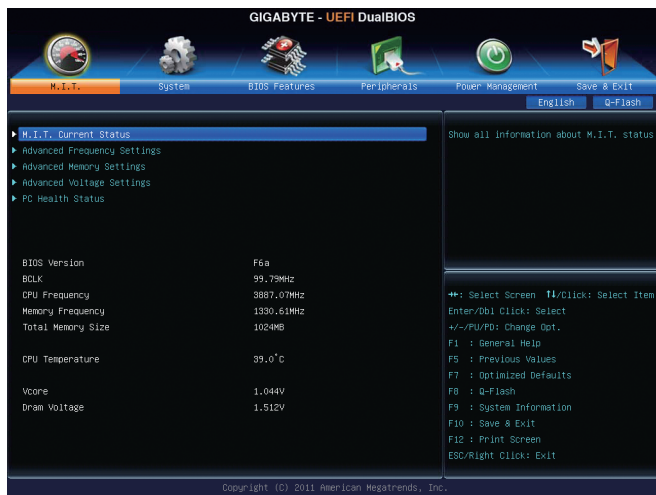 GIGABYTE - UEFI DualBIOS
M.I.T.
System
BIOS Features
Peripherals
Power Management
Save & Exit
English
Q-Flash
M.I.T. Current Status
Advanced Frequency Settings
Advanced Memory Settings
Advanced Voltage Settings
PC Health Status
BIOS Version F6a
BCLK 99.79MHz
CPU Frequency 3887.07MHz
Memory Frequency 1330.61MHz
Total Memory Size 1024MB
CPU Temperature 39.0°C
Vcore 1.044V
Dram Voltage 1.512V
Show all information about M.I.T. status
→←: Select Screen ↑↓/Click: Select Item
Enter/Dbl Click: Select
+/-/PU/PD: Change Opt.
F1 : General Help
F5 : Previous Values
F7 : Optimized Defaults
F8 : Q-Flash
F9 : System Information
F10 : Save & Exit
F12 : Print Screen
ESC/Right Click: Exit
Copyright (C) 2011 American Megatrends, Inc.